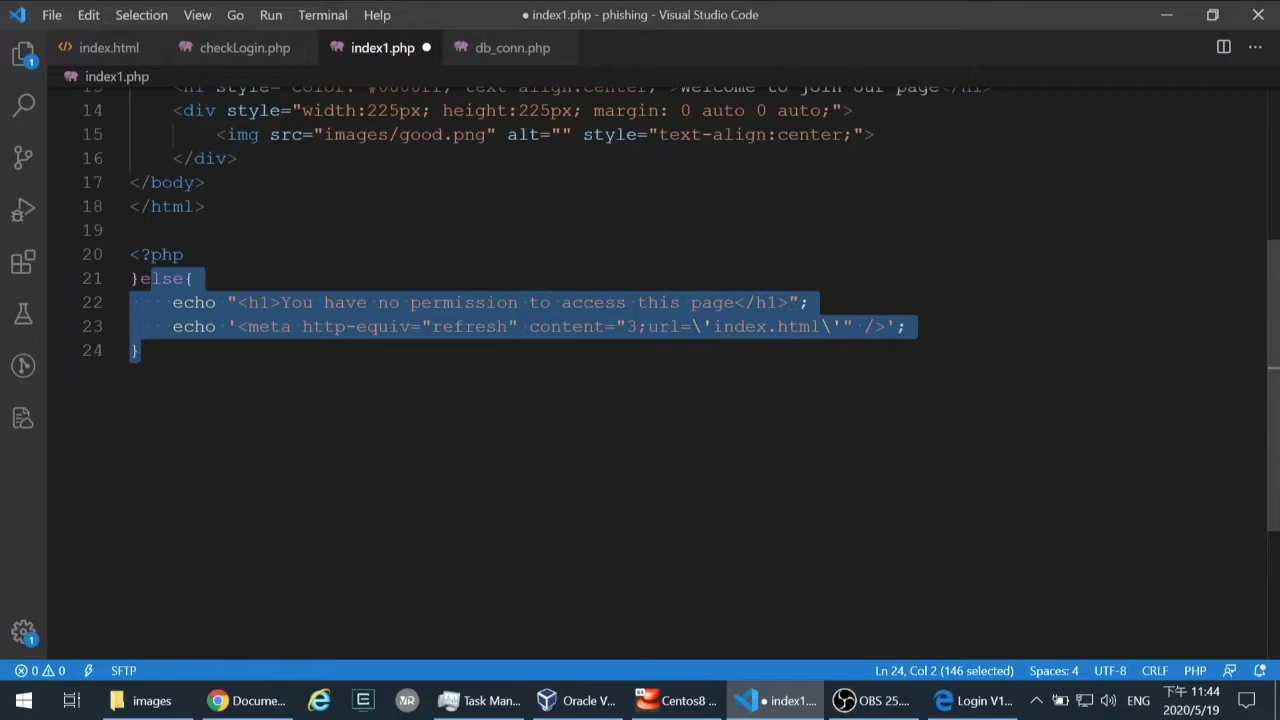 File Edit Selection View Go Run Terminal Help ● index1.php - phishing - Visual Studio Code
index.html checkLogin.php index1.php ● db_conn.php
index1.php
14 <div style="width:225px; height:225px; margin: 0 auto 0 auto;">
15 <img src="images/good.png" alt="" style="text-align:center;">
16 </div>
17 </body>
18 </html>
19
20 <?php
21 }else{
22 echo "<h1>You have no permission to access this page</h1>";
23 echo '<meta http-equiv="refresh" content="3;url=\'index.html\'" />';
24 }
1
1
0 0 SFTP Ln 24, Col 2 (146 selected) Spaces: 4 UTF-8 CRLF PHP
images Docume... Task Man... Oracle V... Centos8 ... ● index1.... OBS 25.... Login V1... ENG 下午 11:44
2020/5/19